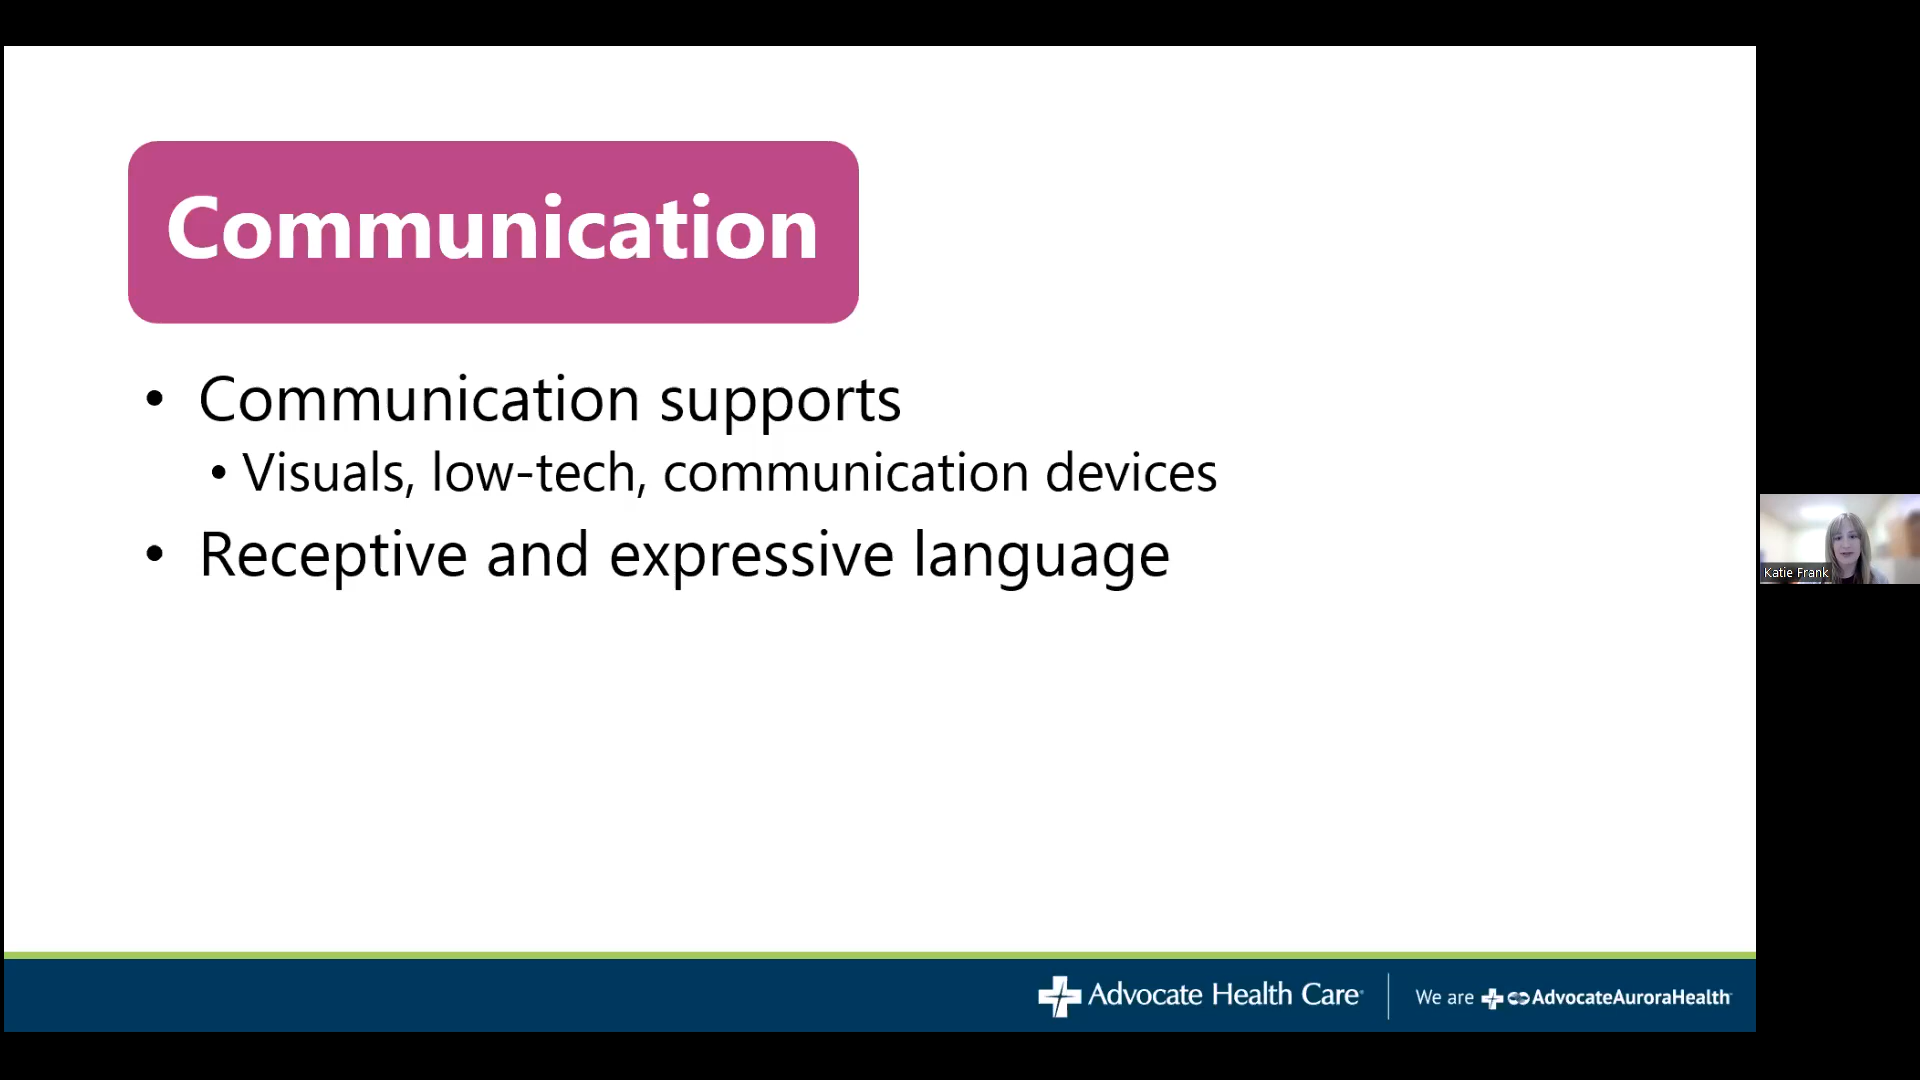 Communication
• Communication supports
• Visuals, low-tech, communication devices
• Receptive and expressive language
Katie Frank
Advocate Health Care
We are AdvocateAuroraHealth